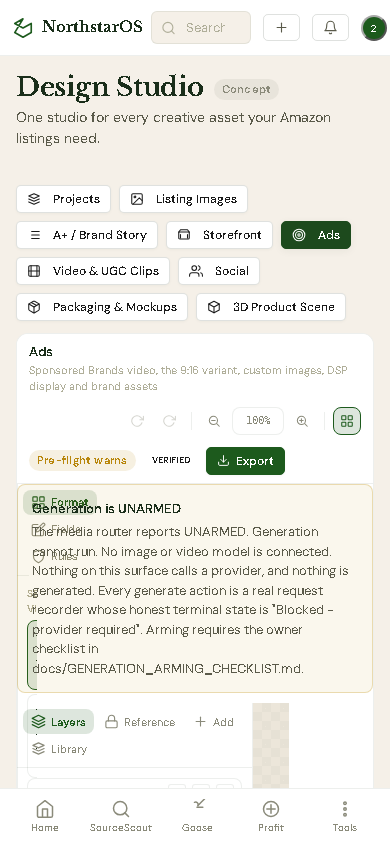 NorthstarOS
Search
2
Design Studio
Concept
One studio for every creative asset your Amazon
listings need.
Projects
Listing Images
A+ / Brand Story
Storefront
Ads
Video & UGC Clips
Social
Packaging & Mockups
3D Product Scene
Ads
Sponsored Brands video, the 9:16 variant, custom images, DSP
display and brand assets
100%
Pre-flight warns
VERIFIED
Export
Format
Generation is UNARMED
Fields
Rules
The media router reports UNARMED. Generation
cannot run. No image or video model is connected.
Nothing on this surface calls a provider, and nothing is
generated. Every generate action is a real request
recorder whose honest terminal state is "Blocked -
provider required". Arming requires the owner
checklist in
docs/GENERATION_ARMING_CHECKLIST.md.
Layers
Reference
Add
Library
Home
SourceScout
Goose
Profit
Tools